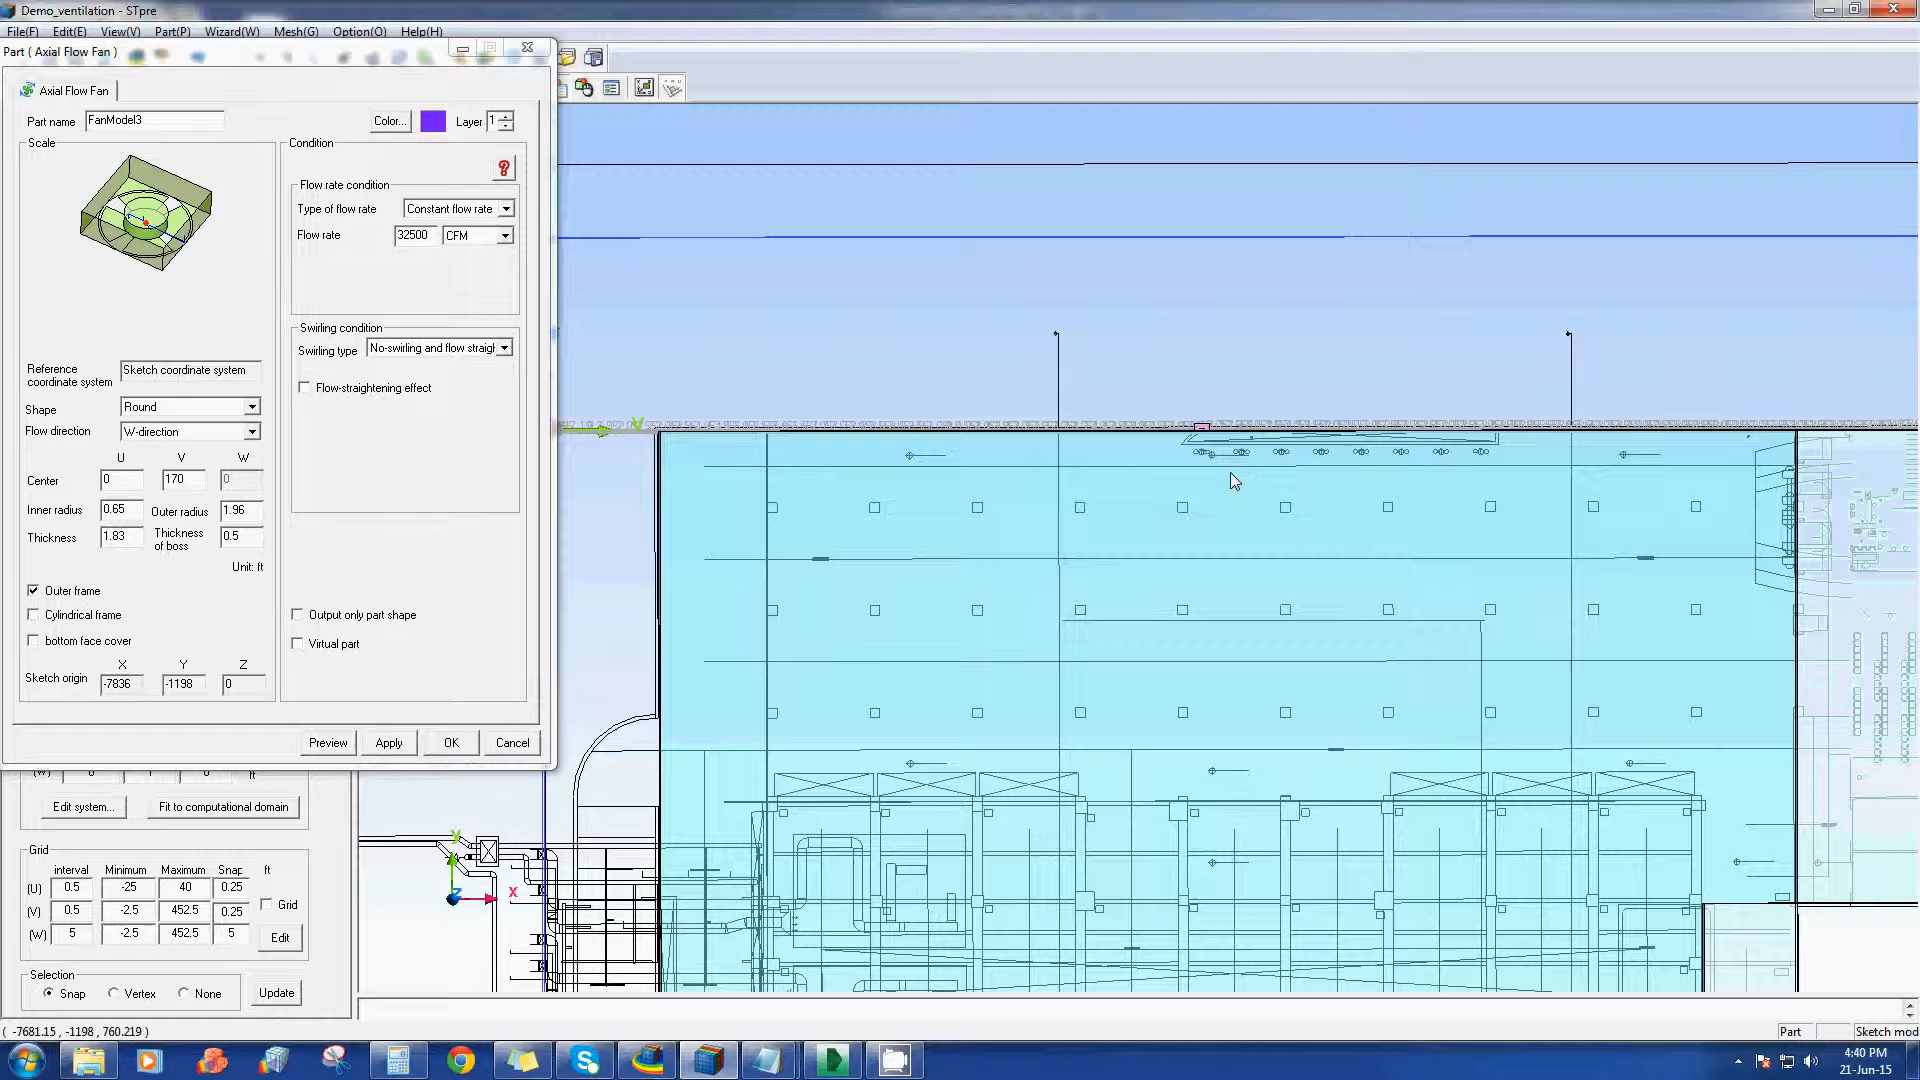 Demo_ventilation - STpre
File(F) Edit(E) View(V) Part(P) Wizard(W) Mesh(G) Option(O) Help(H)
Part ( Axial Flow Fan )
Axial Flow Fan
Part name FanModel3 Color... Layer 1
Scale Condition
Flow rate condition
Type of flow rate Constant flow rate
Flow rate 32500 CFM
Swirling condition
Swirling type No-swirling and flow straigh
Flow-straightening effect
Reference coordinate system Sketch coordinate system
Shape Round
Flow direction W-direction
U V W
Center 0 170 0
Inner radius 0.65 Outer radius 1.96
Thickness 1.83 Thickness of boss 0.5
Unit: ft
Outer frame
Cylindrical frame Output only part shape
bottom face cover Virtual part
X Y Z
Sketch origin -7836 -1198 0
Preview Apply OK Cancel
(W) 0 1 0 ft
Edit system... Fit to computational domain
Grid
interval Minimum Maximum Snap ft
(U) 0.5 -25 40 0.25
(V) 0.5 -2.5 452.5 0.25 Grid
(W) 5 -2.5 452.5 5 Edit
Selection
Snap Vertex None Update
( -7681.15 , -1198 , 760.219 ) Part Sketch mod
V
Y
Z X
4:40 PM
21-Jun-15